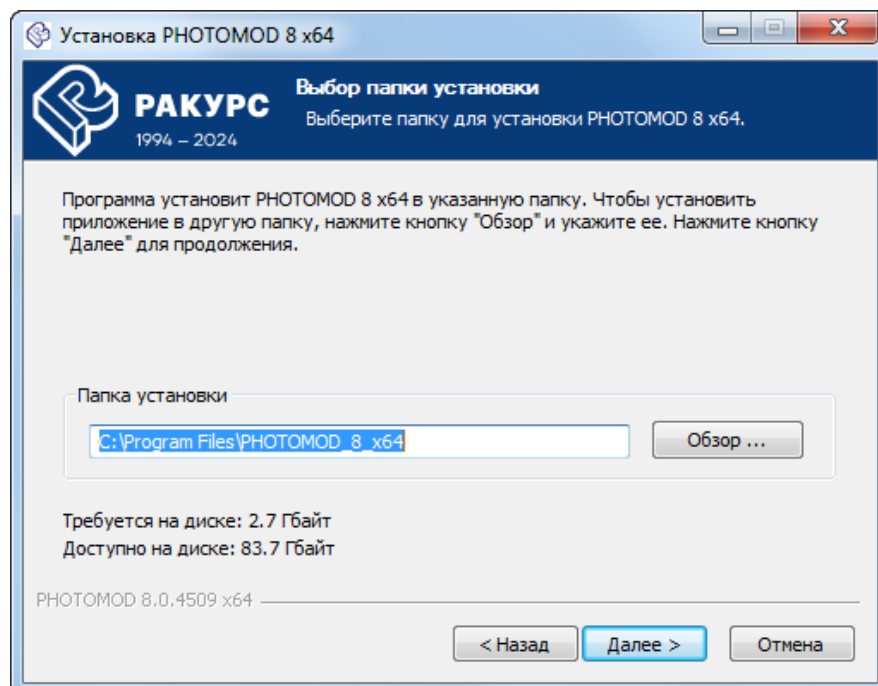 Установка PHOTOMOD 8 x64
РАКУРС
1994 – 2024
Выбор папки установки
Выберите папку для установки PHOTOMOD 8 x64.
Программа установит PHOTOMOD 8 x64 в указанную папку. Чтобы установить
приложение в другую папку, нажмите кнопку "Обзор" и укажите ее. Нажмите кнопку
"Далее" для продолжения.
Папка установки
C:\Program Files\PHOTOMOD_8_x64
Обзор ...
Требуется на диске: 2.7 Гбайт
Доступно на диске: 83.7 Гбайт
PHOTOMOD 8.0.4509 x64
< Назад
Далее >
Отмена